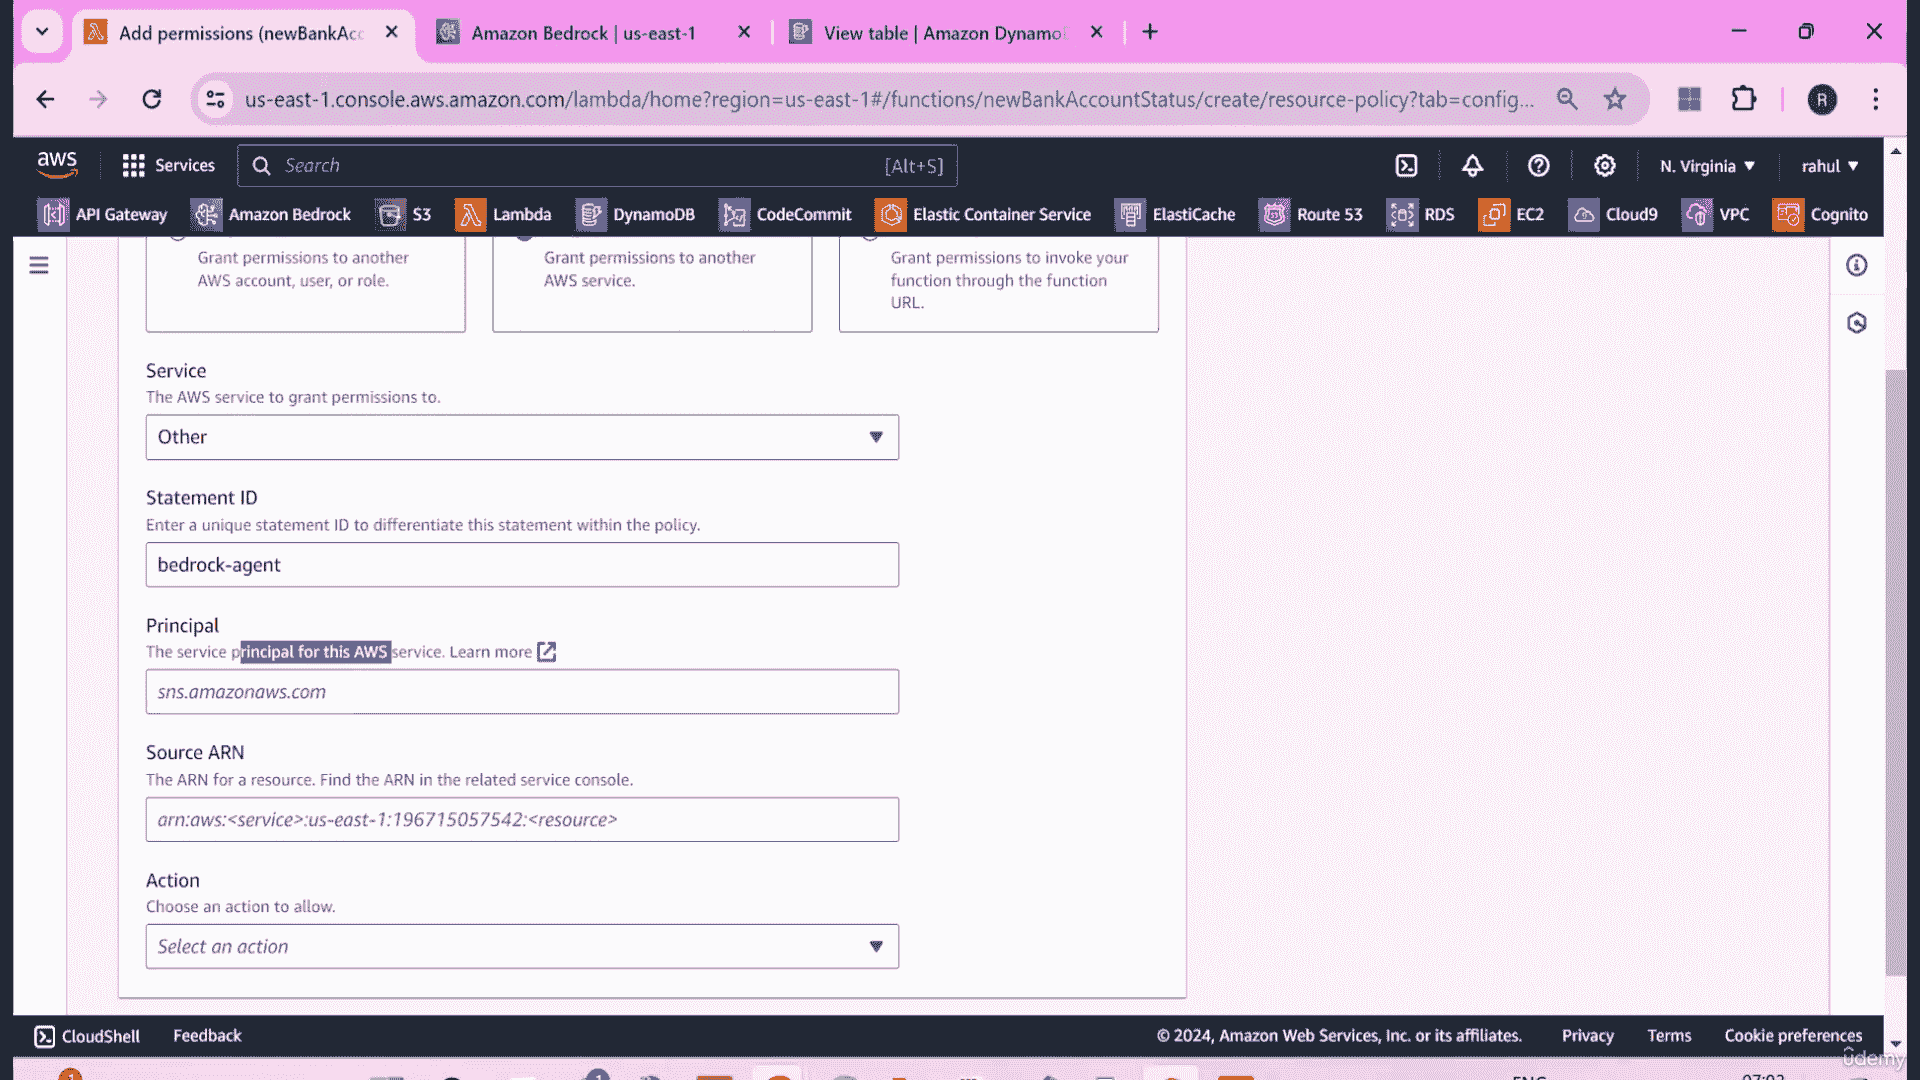 Add permissions (newBankAcc
Amazon Bedrock | us-east-1
View table | Amazon Dynamo
us-east-1.console.aws.amazon.com/lambda/home?region=us-east-1#/functions/newBankAccountStatus/create/resource-policy?tab=config...
R
aws
Services
Search
[Alt+S]
N. Virginia
rahul
API Gateway
Amazon Bedrock
S3
Lambda
DynamoDB
CodeCommit
Elastic Container Service
ElastiCache
Route 53
RDS
EC2
Cloud9
VPC
Cognito
Grant permissions to another
AWS account, user, or role.
Grant permissions to another
AWS service.
Grant permissions to invoke your
function through the function
URL.
Service
The AWS service to grant permissions to.
Other
Statement ID
Enter a unique statement ID to differentiate this statement within the policy.
bedrock-agent
Principal
The service principal for this AWS service. Learn more
sns.amazonaws.com
Source ARN
The ARN for a resource. Find the ARN in the related service console.
arn:aws:<service>:us-east-1:196715057542:<resource>
Action
Choose an action to allow.
Select an action
CloudShell
Feedback
© 2024, Amazon Web Services, Inc. or its affiliates.
Privacy
Terms
Cookie preferences
udemy